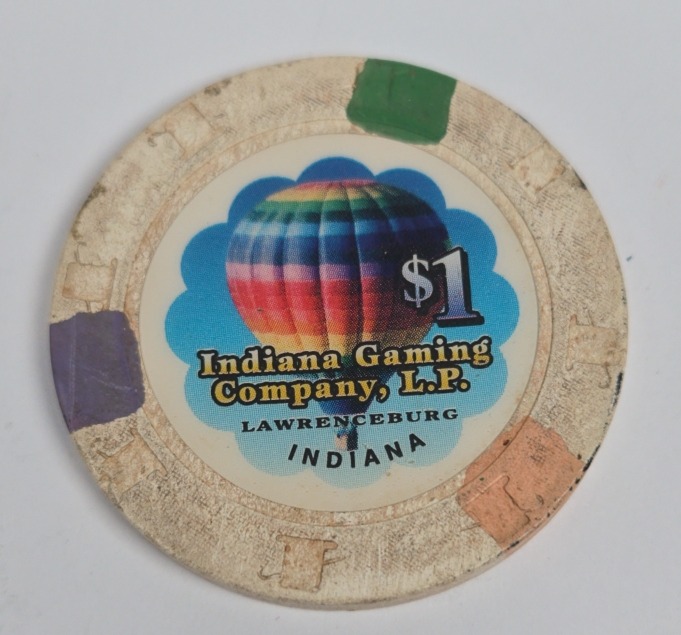 $1
Indiana Gaming
Company, L.P.
LAWRENCEBURG
INDIANA